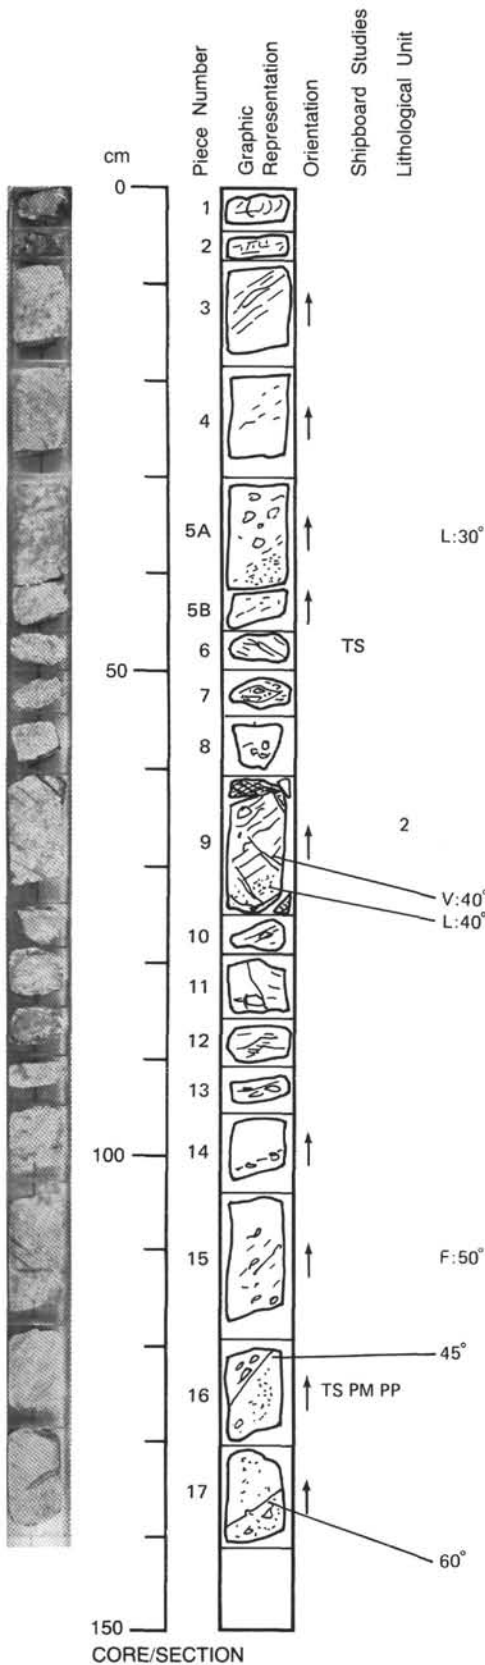 cm
Piece Number
Graphic
Representation
Orientation
Shipboard Studies
Lithological Unit
0
1
2
3
4
5A
L:30°
5B
6
TS
50
7
8
9
2
V:40°
L:40°
10
11
12
13
100
14
15
F:50°
45°
16
TS PM PP
17
60°
150
CORE/SECTION